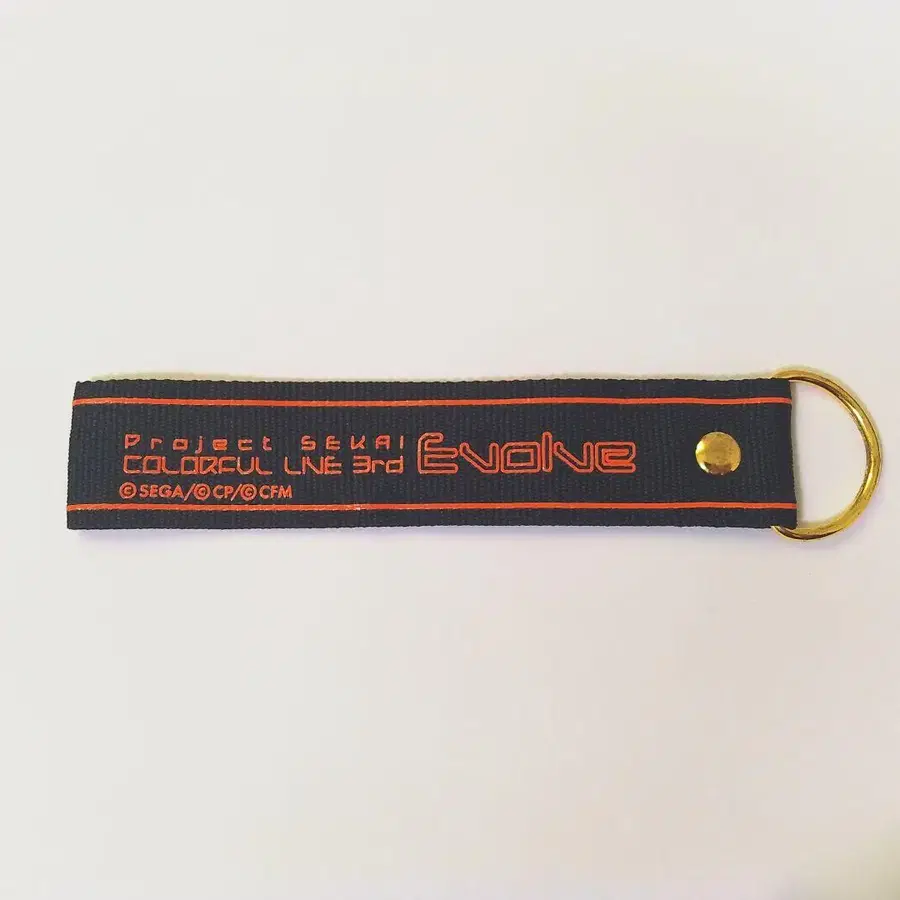 Project SEKAI
COLORFUL LIVE 3rd Evolve
©SEGA/©CP/©CFM